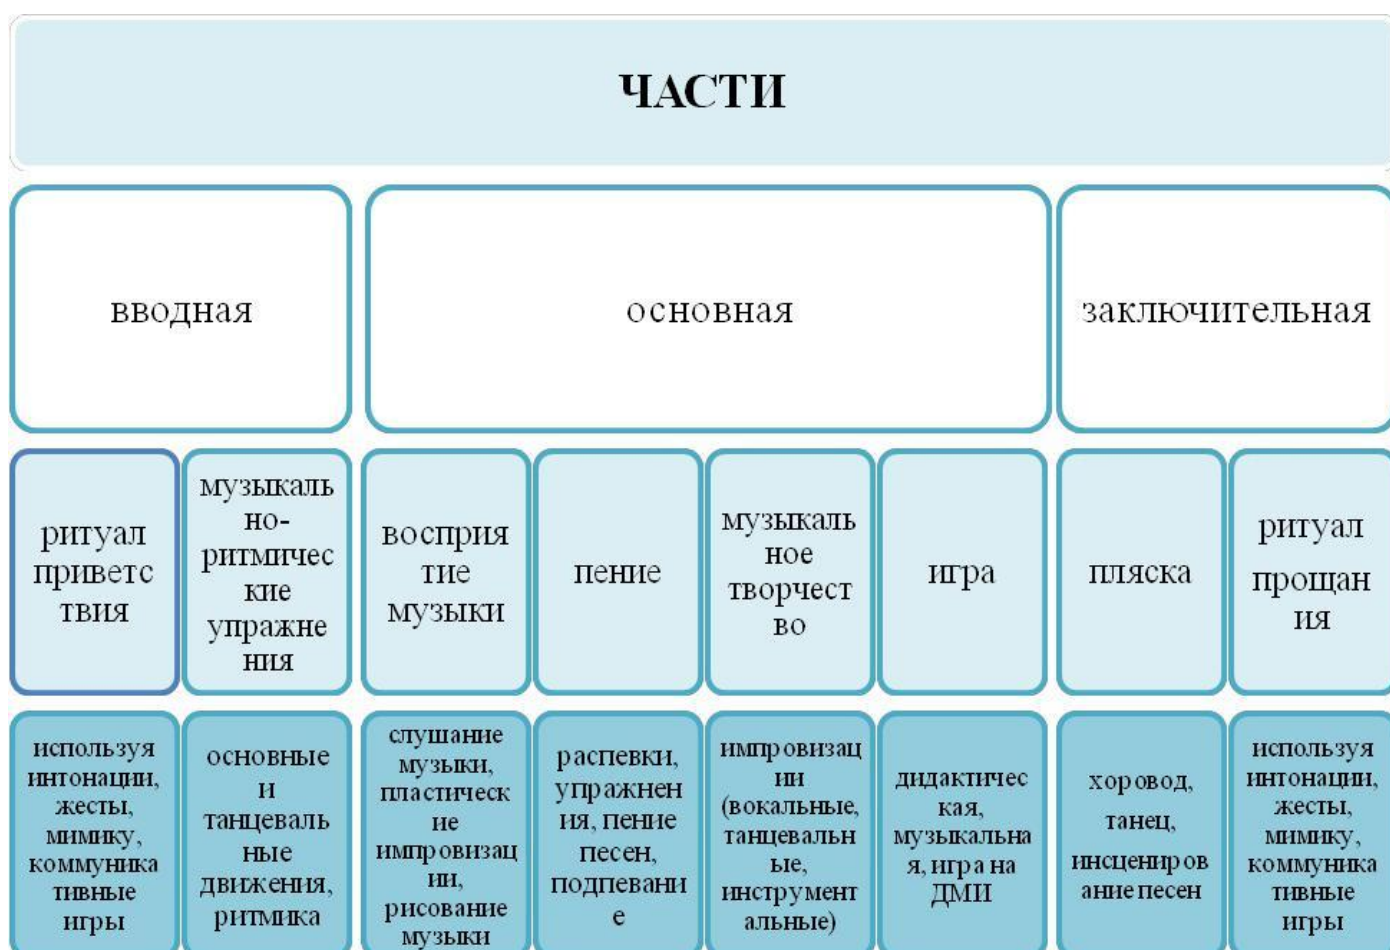 ЧАСТИ
вводная
основная
заключительная
ритуал
приветс
твия
музыкаль
но-
ритмичес
кие
упражне
ния
восприя
тие
музыки
пение
музыкаль
ное
творчест
во
игра
пляска
ритуал
прощан
ия
используя
интонации,
жесты,
мимику,
коммуника
тивные
игры
основные
и
танцеваль
ные
движения,
ритмика
слушание
музыки,
пластическ
ие
импровизац
ии,
рисование
музыки
распевки,
упражнен
ия, пение
песен,
подпевани
е
импровизац
ии
(вокальные,
танцевальн
ые,
инструмент
альные)
дидактичес
кая,
музыкальна
я, игра на
ДМИ
хоровод,
танец,
инсцениров
ание песен
используя
интонации,
жесты,
мимику,
коммуника
тивные
игры